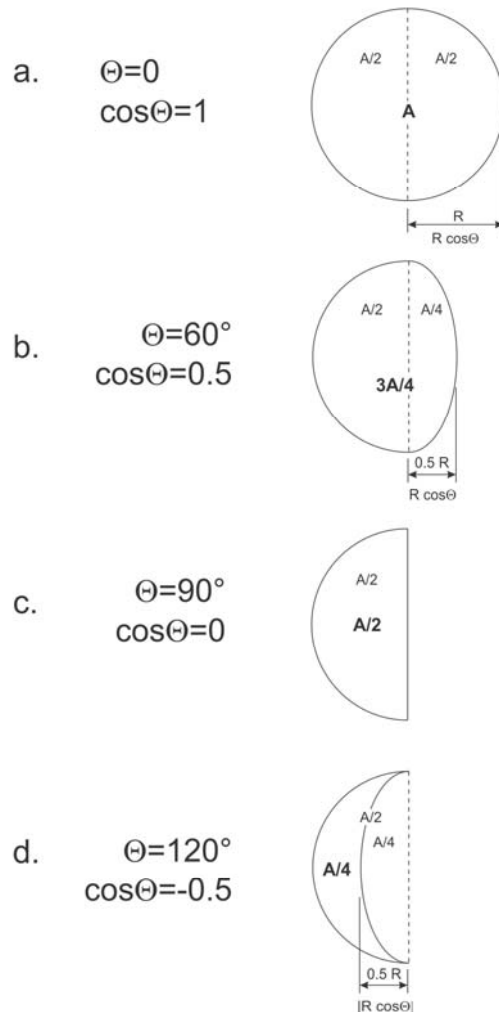 a.
Θ=0
cosΘ=1
A/2
A/2
A
R
R cosΘ
b.
Θ=60°
cosΘ=0.5
A/2
A/4
3A/4
0.5 R
R cosΘ
c.
Θ=90°
cosΘ=0
A/2
A/2
d.
Θ=120°
cosΘ=-0.5
A/2
A/4
A/4
0.5 R
|R cosΘ|